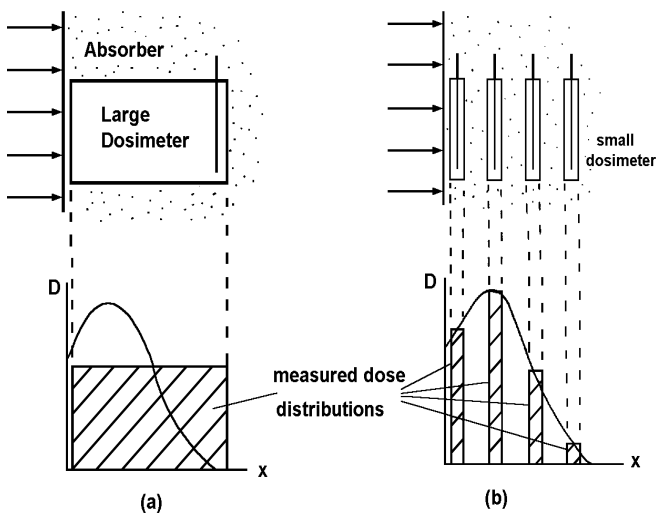 Absorber
Large
Dosimeter
D
measured dose
distributions
x
(a)
small
dosimeter
D
x
(b)